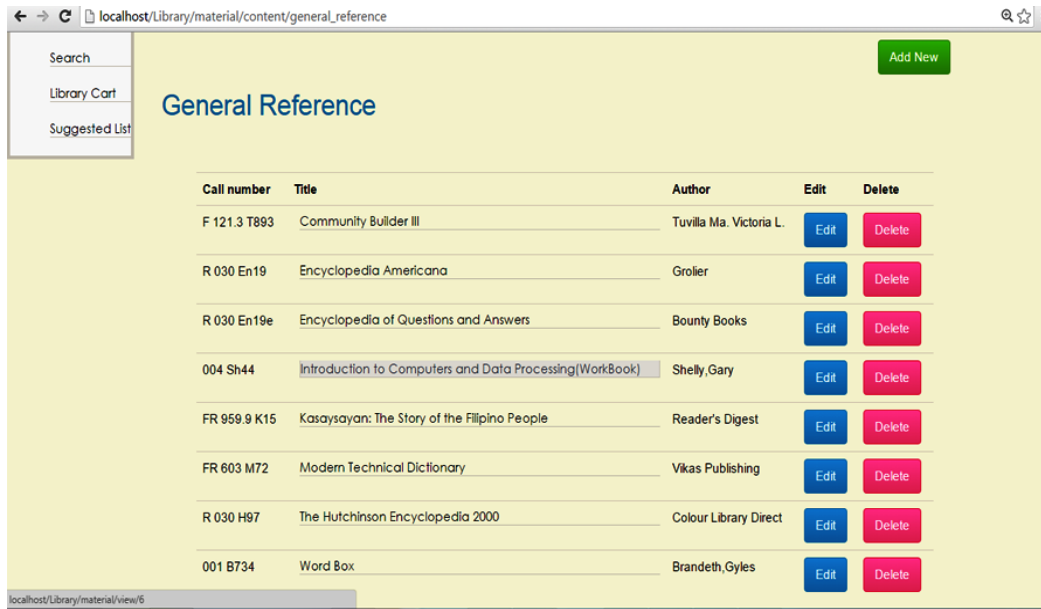 localhost/Library/material/content/general_reference
Search
Library Cart
Suggested List
Add New
General Reference
Call number Title Author Edit Delete
F 121.3 T893 Community Builder III Tuvilla Ma. Victoria L. Edit Delete
R 030 En19 Encyclopedia Americana Grolier Edit Delete
R 030 En19e Encyclopedia of Questions and Answers Bounty Books Edit Delete
004 Sh44 Introduction to Computers and Data Processing(WorkBook) Shelly,Gary Edit Delete
FR 959.9 K15 Kasaysayan: The Story of the Filipino People Reader's Digest Edit Delete
FR 603 M72 Modern Technical Dictionary Vikas Publishing Edit Delete
R 030 H97 The Hutchinson Encyclopedia 2000 Colour Library Direct Edit Delete
001 B734 Word Box Brandeth,Gyles Edit Delete
localhost/Library/material/view/6